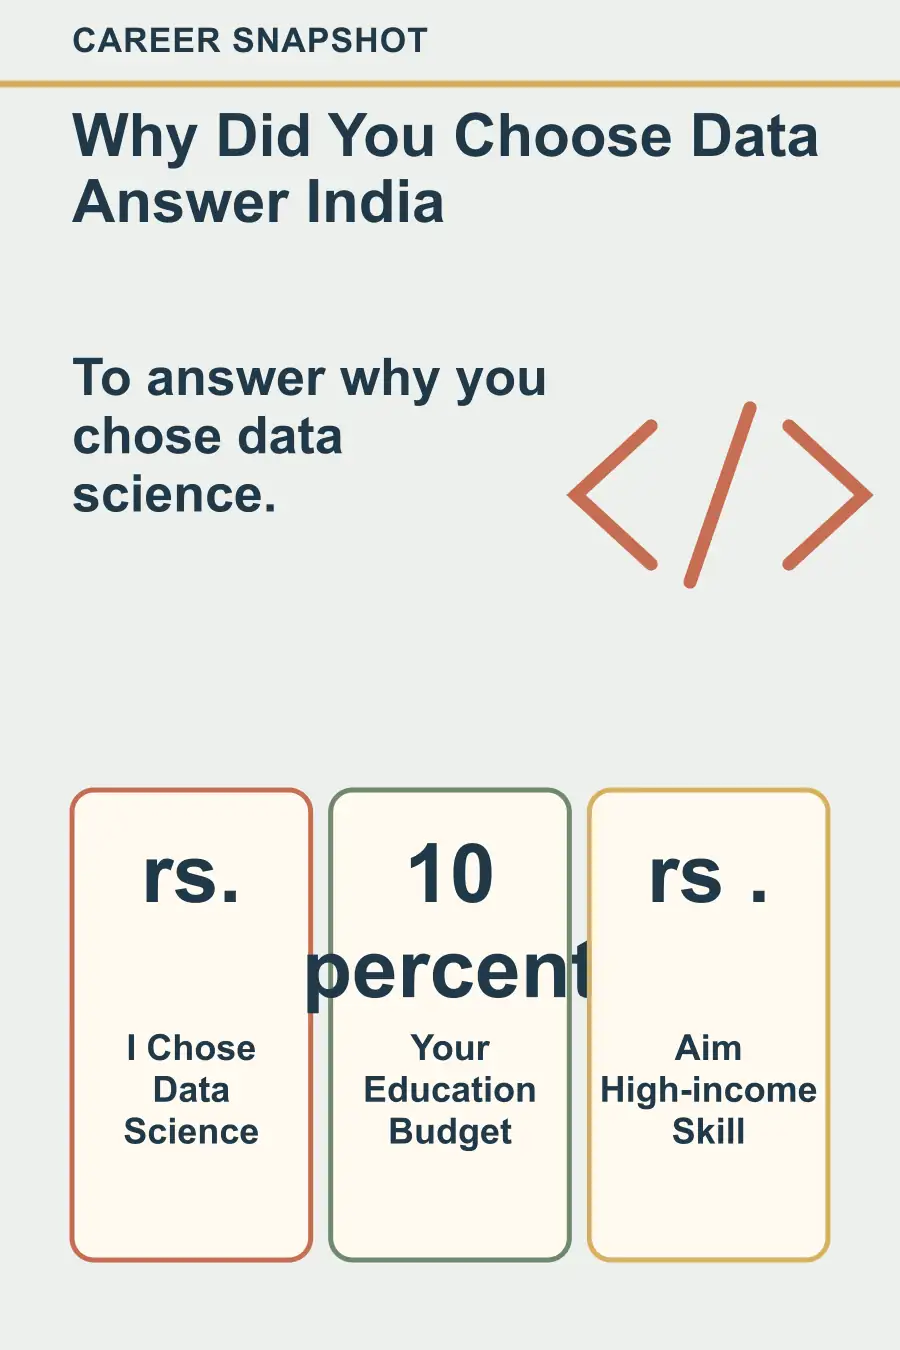 CAREER SNAPSHOT
Why Did You Choose Data
Answer India
To answer why you
chose data
science.
rs.
I Chose
Data
Science
10
percent
Your
Education
Budget
rs .
Aim
High-income
Skill